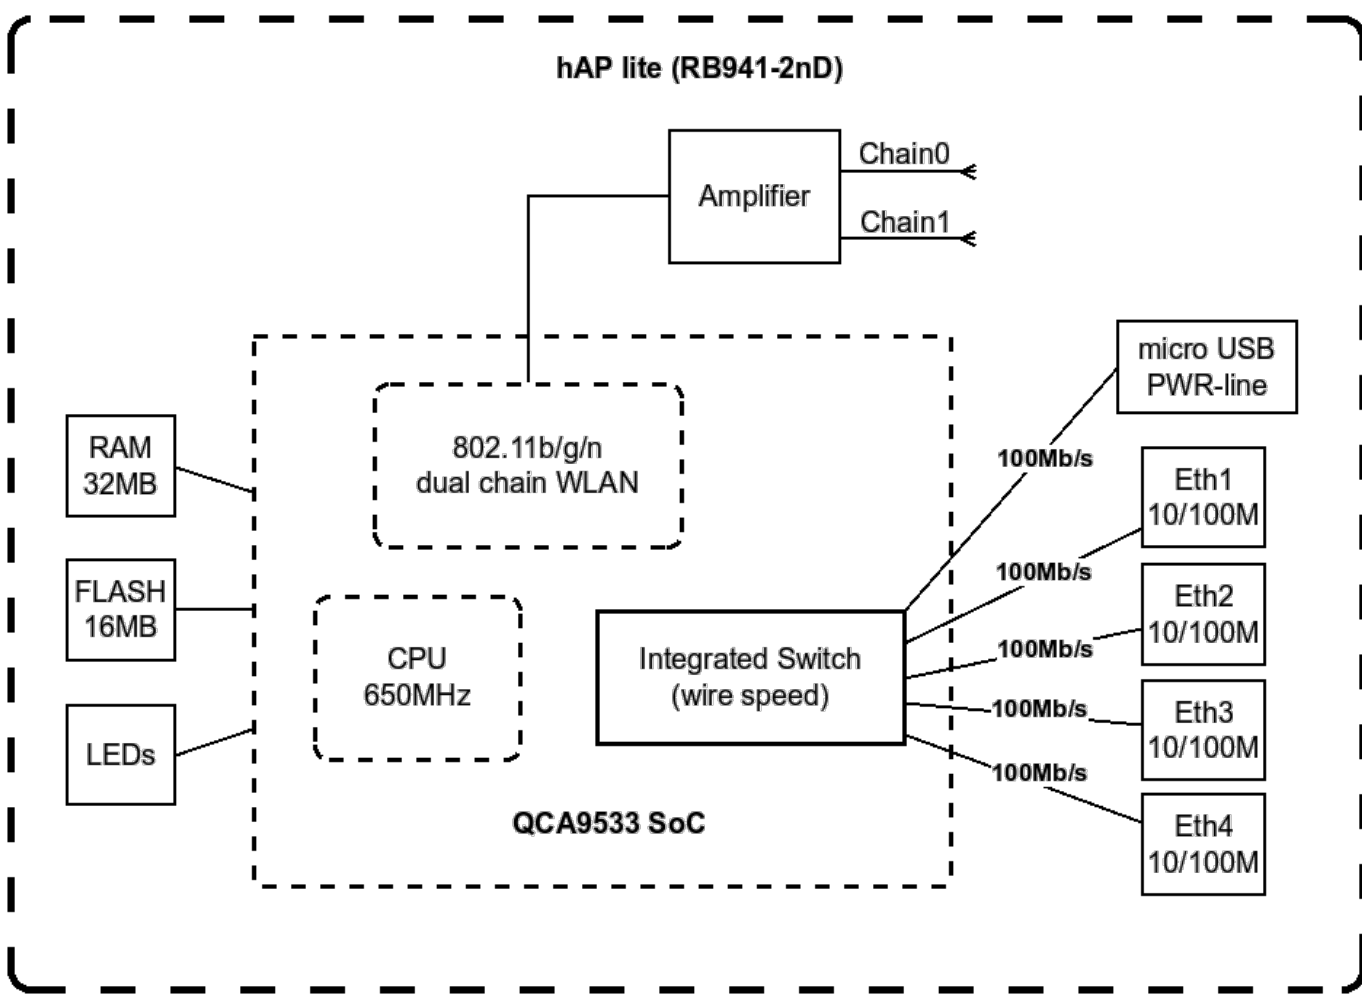 hAP lite (RB941-2nD)
Chain0
Amplifier
Chain1
micro USB
PWR-line
802.11b/g/n
dual chain WLAN
RAM
32MB
100Mb/s
Eth1
10/100M
100Mb/s
FLASH
16MB
Eth2
10/100M
100Mb/s
CPU
650MHz
Integrated Switch
(wire speed)
100Mb/s
Eth3
10/100M
LEDs
100Mb/s
QCA9533 SoC
Eth4
10/100M